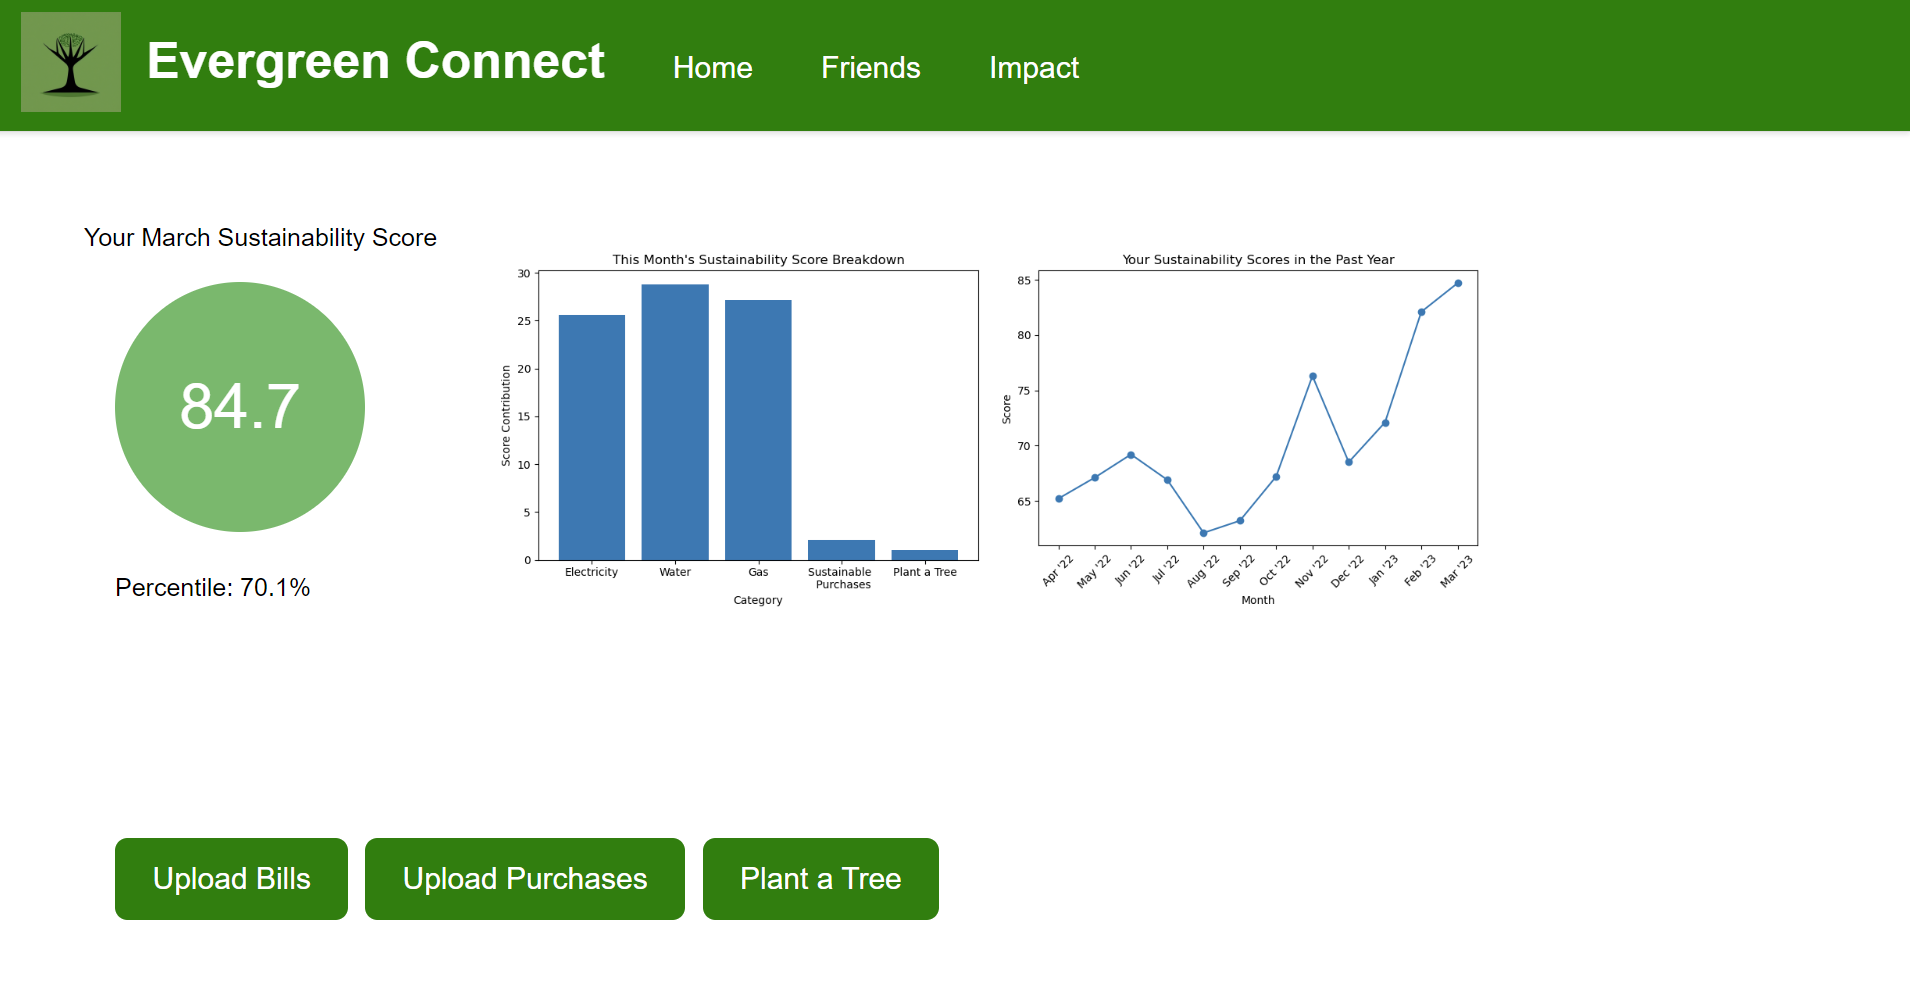 Evergreen Connect
Home
Friends
Impact
Your March Sustainability Score
84.7
Percentile: 70.1%
This Month's Sustainability Score Breakdown
30
25
20
15
10
5
0
Score Contribution
Electricity
Water
Gas
Sustainable
Purchases
Plant a Tree
Category
Your Sustainability Scores in the Past Year
85
80
75
70
65
Score
Apr '22
May '22
Jun '22
Jul '22
Aug '22
Sep '22
Oct '22
Nov '22
Dec '22
Jan '23
Feb '23
Mar '23
Month
Upload Bills
Upload Purchases
Plant a Tree